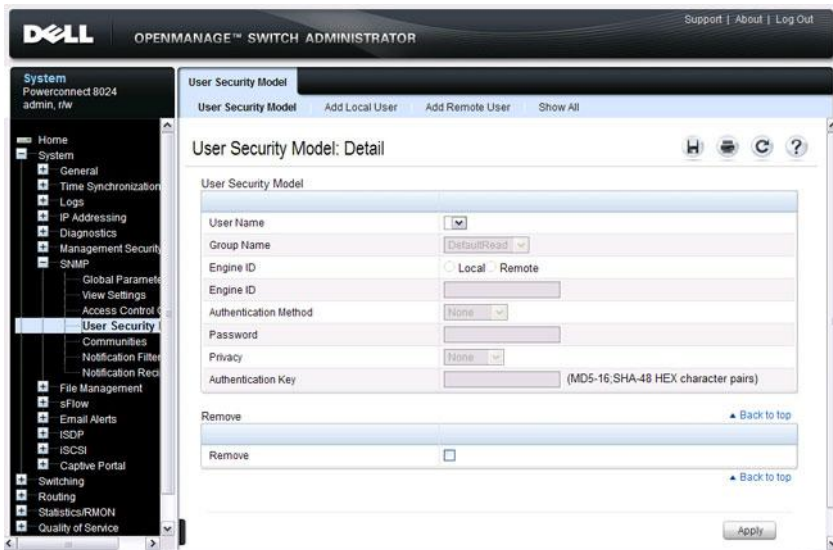 Support | About | Log Out
DELL OPENMANAGE™ SWITCH ADMINISTRATOR
System
Powerconnect 8024
admin, r/w
Home
System
General
Time Synchronization
Logs
IP Addressing
Diagnostics
Management Security
SNMP
Global Paramete
View Settings
Access Control
User Security
Communities
Notification Filter
Notification Reci
File Management
sFlow
Email Alerts
ISDP
iSCSI
Captive Portal
Switching
Routing
Statistics/RMON
Quality of Service
User Security Model
User Security Model Add Local User Add Remote User Show All
User Security Model: Detail
User Security Model
User Name
Group Name DefaultRead
Engine ID Local Remote
Engine ID
Authentication Method None
Password
Privacy None
Authentication Key (MD5-16;SHA-48 HEX character pairs)
Remove Back to top
Remove
Back to top
Apply